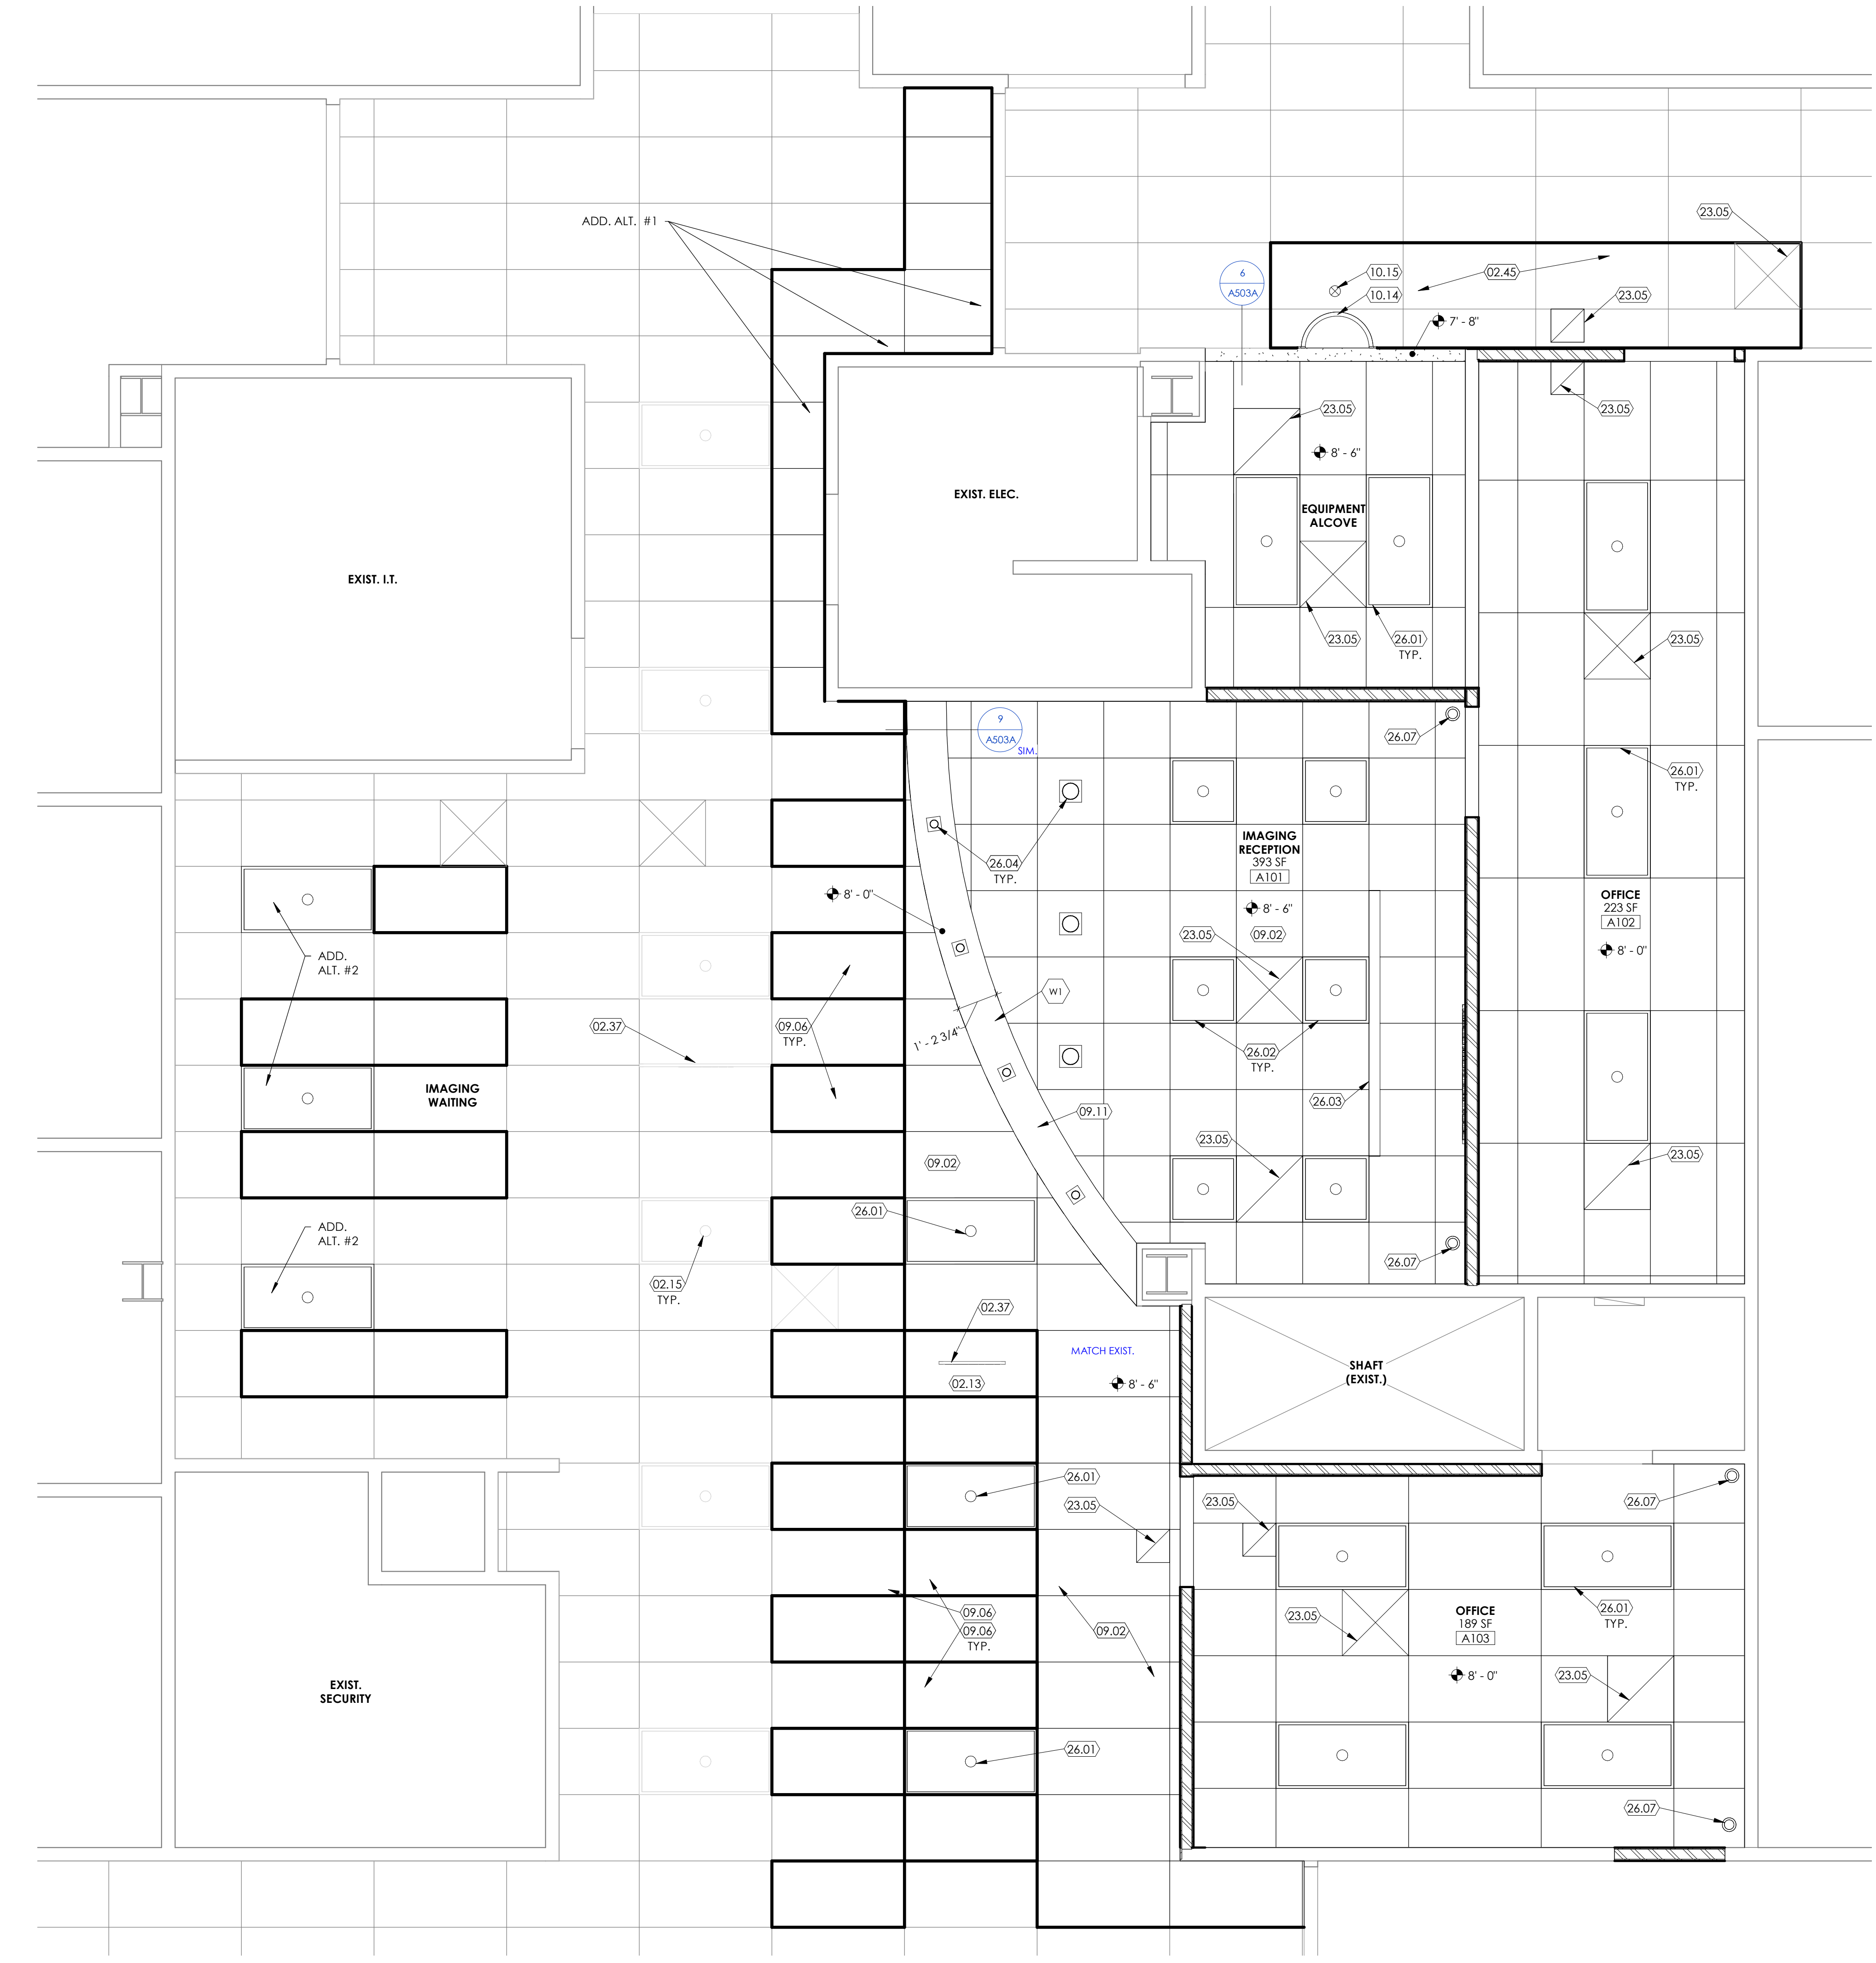 23.05
ADD. ALT. #1
6
A503A
10.15
02.45
10.14
23.05
7' - 8"
23.05
23.05
8' - 6"
EXIST. ELEC.
EQUIPMENT
ALCOVE
EXIST. I.T.
23.05
26.01
TYP.
23.05
9
A503A
SIM.
26.07
26.01
TYP.
IMAGING
RECEPTION
393 SF
A101
26.04
TYP.
8' - 0"
8' - 6"
23.05
09.02
OFFICE
223 SF
A102
8' - 0"
ADD.
ALT. #2
W1
02.37
09.06
TYP.
1' - 2 3/4"
26.02
TYP.
IMAGING
WAITING
26.03
09.11
23.05
23.05
09.02
26.01
ADD.
ALT. #2
26.07
02.15
TYP.
02.37
MATCH EXIST.
02.13
8' - 6"
SHAFT
(EXIST.)
26.01
23.05
23.05
26.07
09.06
09.06
TYP.
09.02
23.05
OFFICE
189 SF
A103
26.01
TYP.
8' - 0"
23.05
EXIST.
SECURITY
26.01
26.07